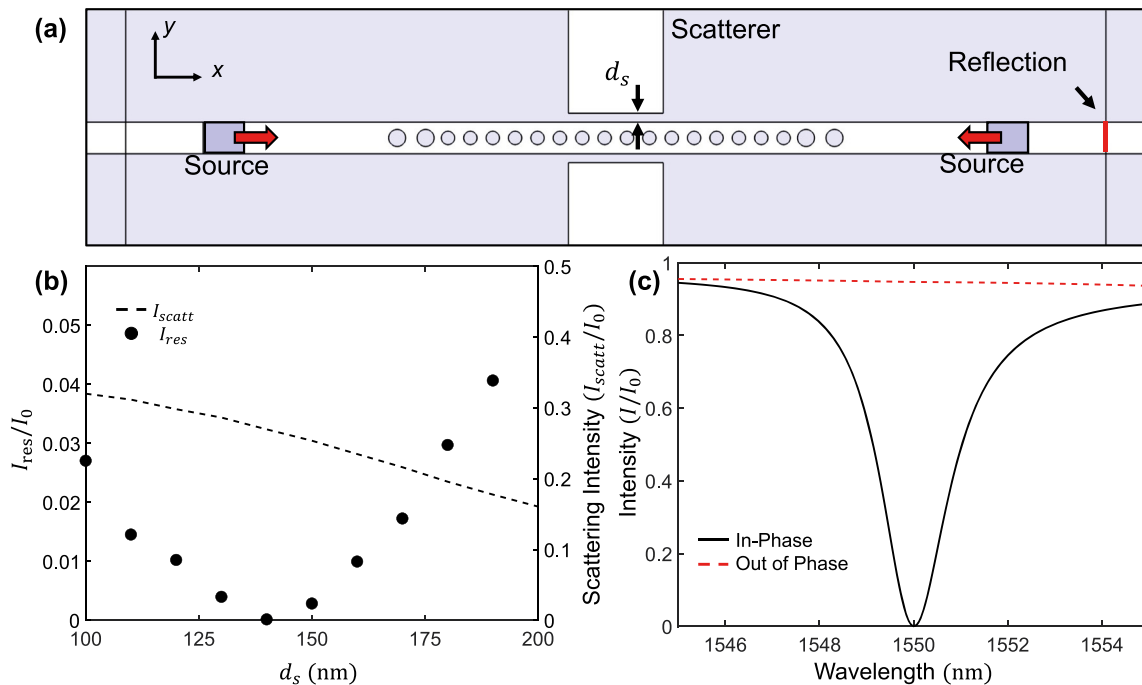 (a)
y
x
Scatterer
d_s
Reflection
Source
Source
(b)
I_scatt
I_res
0.05
0.04
0.03
0.02
0.01
0
I_res/I_0
100
125
150
175
200
d_s (nm)
0.5
0.4
0.3
0.2
0.1
0
Scattering Intensity (I_scatt/I_0)
(c)
1
0.8
0.6
0.4
0.2
0
Intensity (I/I_0)
In-Phase
Out of Phase
1546
1548
1550
1552
1554
Wavelength (nm)